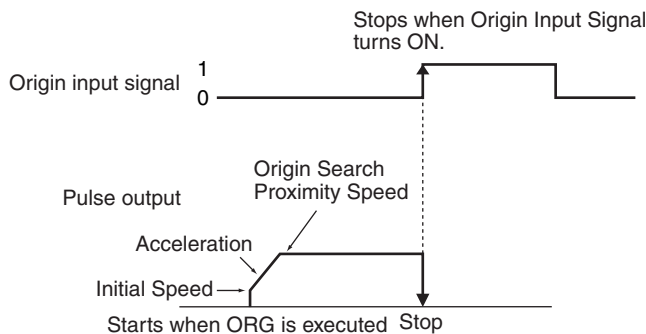 Stops when Origin Input Signal
turns ON.
1
Origin input signal
0
Origin Search
Proximity Speed
Pulse output
Acceleration
Initial Speed
Starts when ORG is executed
Stop